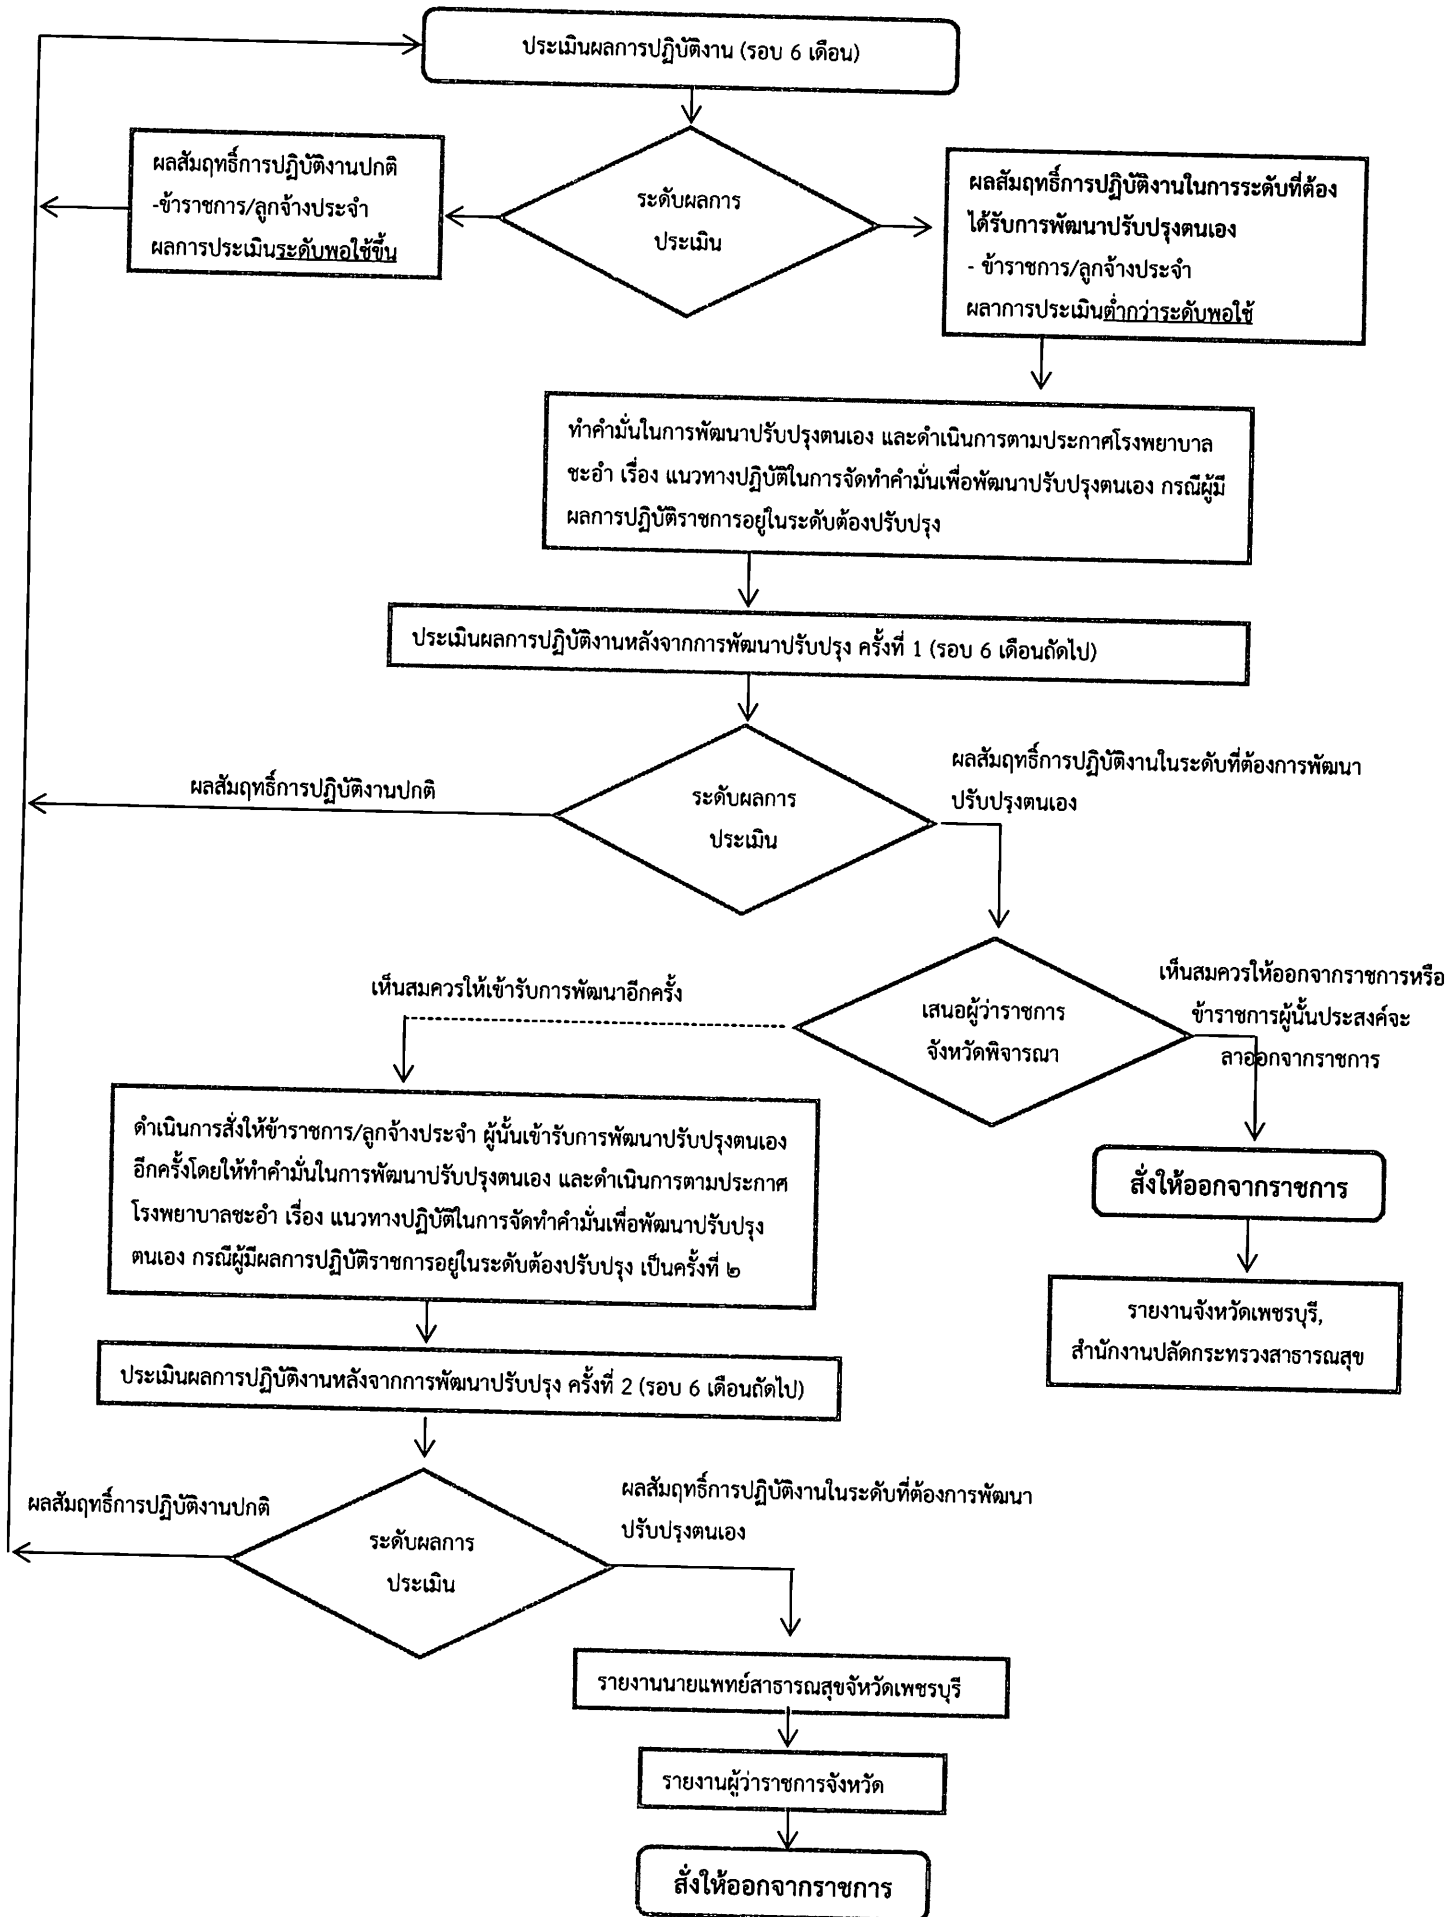 ประเมินผลการปฏิบัติงาน (รอบ 6 เดือน)
ผลสัมฤทธิ์การปฏิบัติงานปกติ
-ข้าราชการ/ลูกจ้างประจำ
ผลการประเมินระดับพอใช้ขึ้น
ระดับผลการ
ประเมิน
ผลสัมฤทธิ์การปฏิบัติงานในการระดับที่ต้อง
ได้รับการพัฒนาปรับปรุงตนเอง
- ข้าราชการ/ลูกจ้างประจำ
ผลาการประเมินต่ำกว่าระดับพอใช้
ทำคำมั่นในการพัฒนาปรับปรุงตนเอง และดำเนินการตามประกาศโรงพยาบาล
ชะอำ เรื่อง แนวทางปฏิบัติในการจัดทำคำมั่นเพื่อพัฒนาปรับปรุงตนเอง กรณีผู้มี
ผลการปฏิบัติราชการอยู่ในระดับต้องปรับปรุง
ประเมินผลการปฏิบัติงานหลังจากการพัฒนาปรับปรุง ครั้งที่ 1 (รอบ 6 เดือนถัดไป)
ผลสัมฤทธิ์การปฏิบัติงานปกติ
ระดับผลการ
ประเมิน
ผลสัมฤทธิ์การปฏิบัติงานในระดับที่ต้องการพัฒนา
ปรับปรุงตนเอง
เห็นสมควรให้เข้ารับการพัฒนาอีกครั้ง
เสนอผู้ว่าราชการ
จังหวัดพิจารณา
เห็นสมควรให้ออกจากราชการหรือ
ข้าราชการผู้นั้นประสงค์จะ
ลาออกจากราชการ
ดำเนินการสั่งให้ข้าราชการ/ลูกจ้างประจำ ผู้นั้นเข้ารับการพัฒนาปรับปรุงตนเอง
อีกครั้งโดยให้ทำคำมั่นในการพัฒนาปรับปรุงตนเอง และดำเนินการตามประกาศ
โรงพยาบาลชะอำ เรื่อง แนวทางปฏิบัติในการจัดทำคำมั่นเพื่อพัฒนาปรับปรุง
ตนเอง กรณีผู้มีผลการปฏิบัติราชการอยู่ในระดับต้องปรับปรุง เป็นครั้งที่ ๒
สั่งให้ออกจากราชการ
รายงานจังหวัดเพชรบุรี,
สำนักงานปลัดกระทรวงสาธารณสุข
ประเมินผลการปฏิบัติงานหลังจากการพัฒนาปรับปรุง ครั้งที่ 2 (รอบ 6 เดือนถัดไป)
ผลสัมฤทธิ์การปฏิบัติงานปกติ
ระดับผลการ
ประเมิน
ผลสัมฤทธิ์การปฏิบัติงานในระดับที่ต้องการพัฒนา
ปรับปรุงตนเอง
รายงานนายแพทย์สาธารณสุขจังหวัดเพชรบุรี
รายงานผู้ว่าราชการจังหวัด
สั่งให้ออกจากราชการ